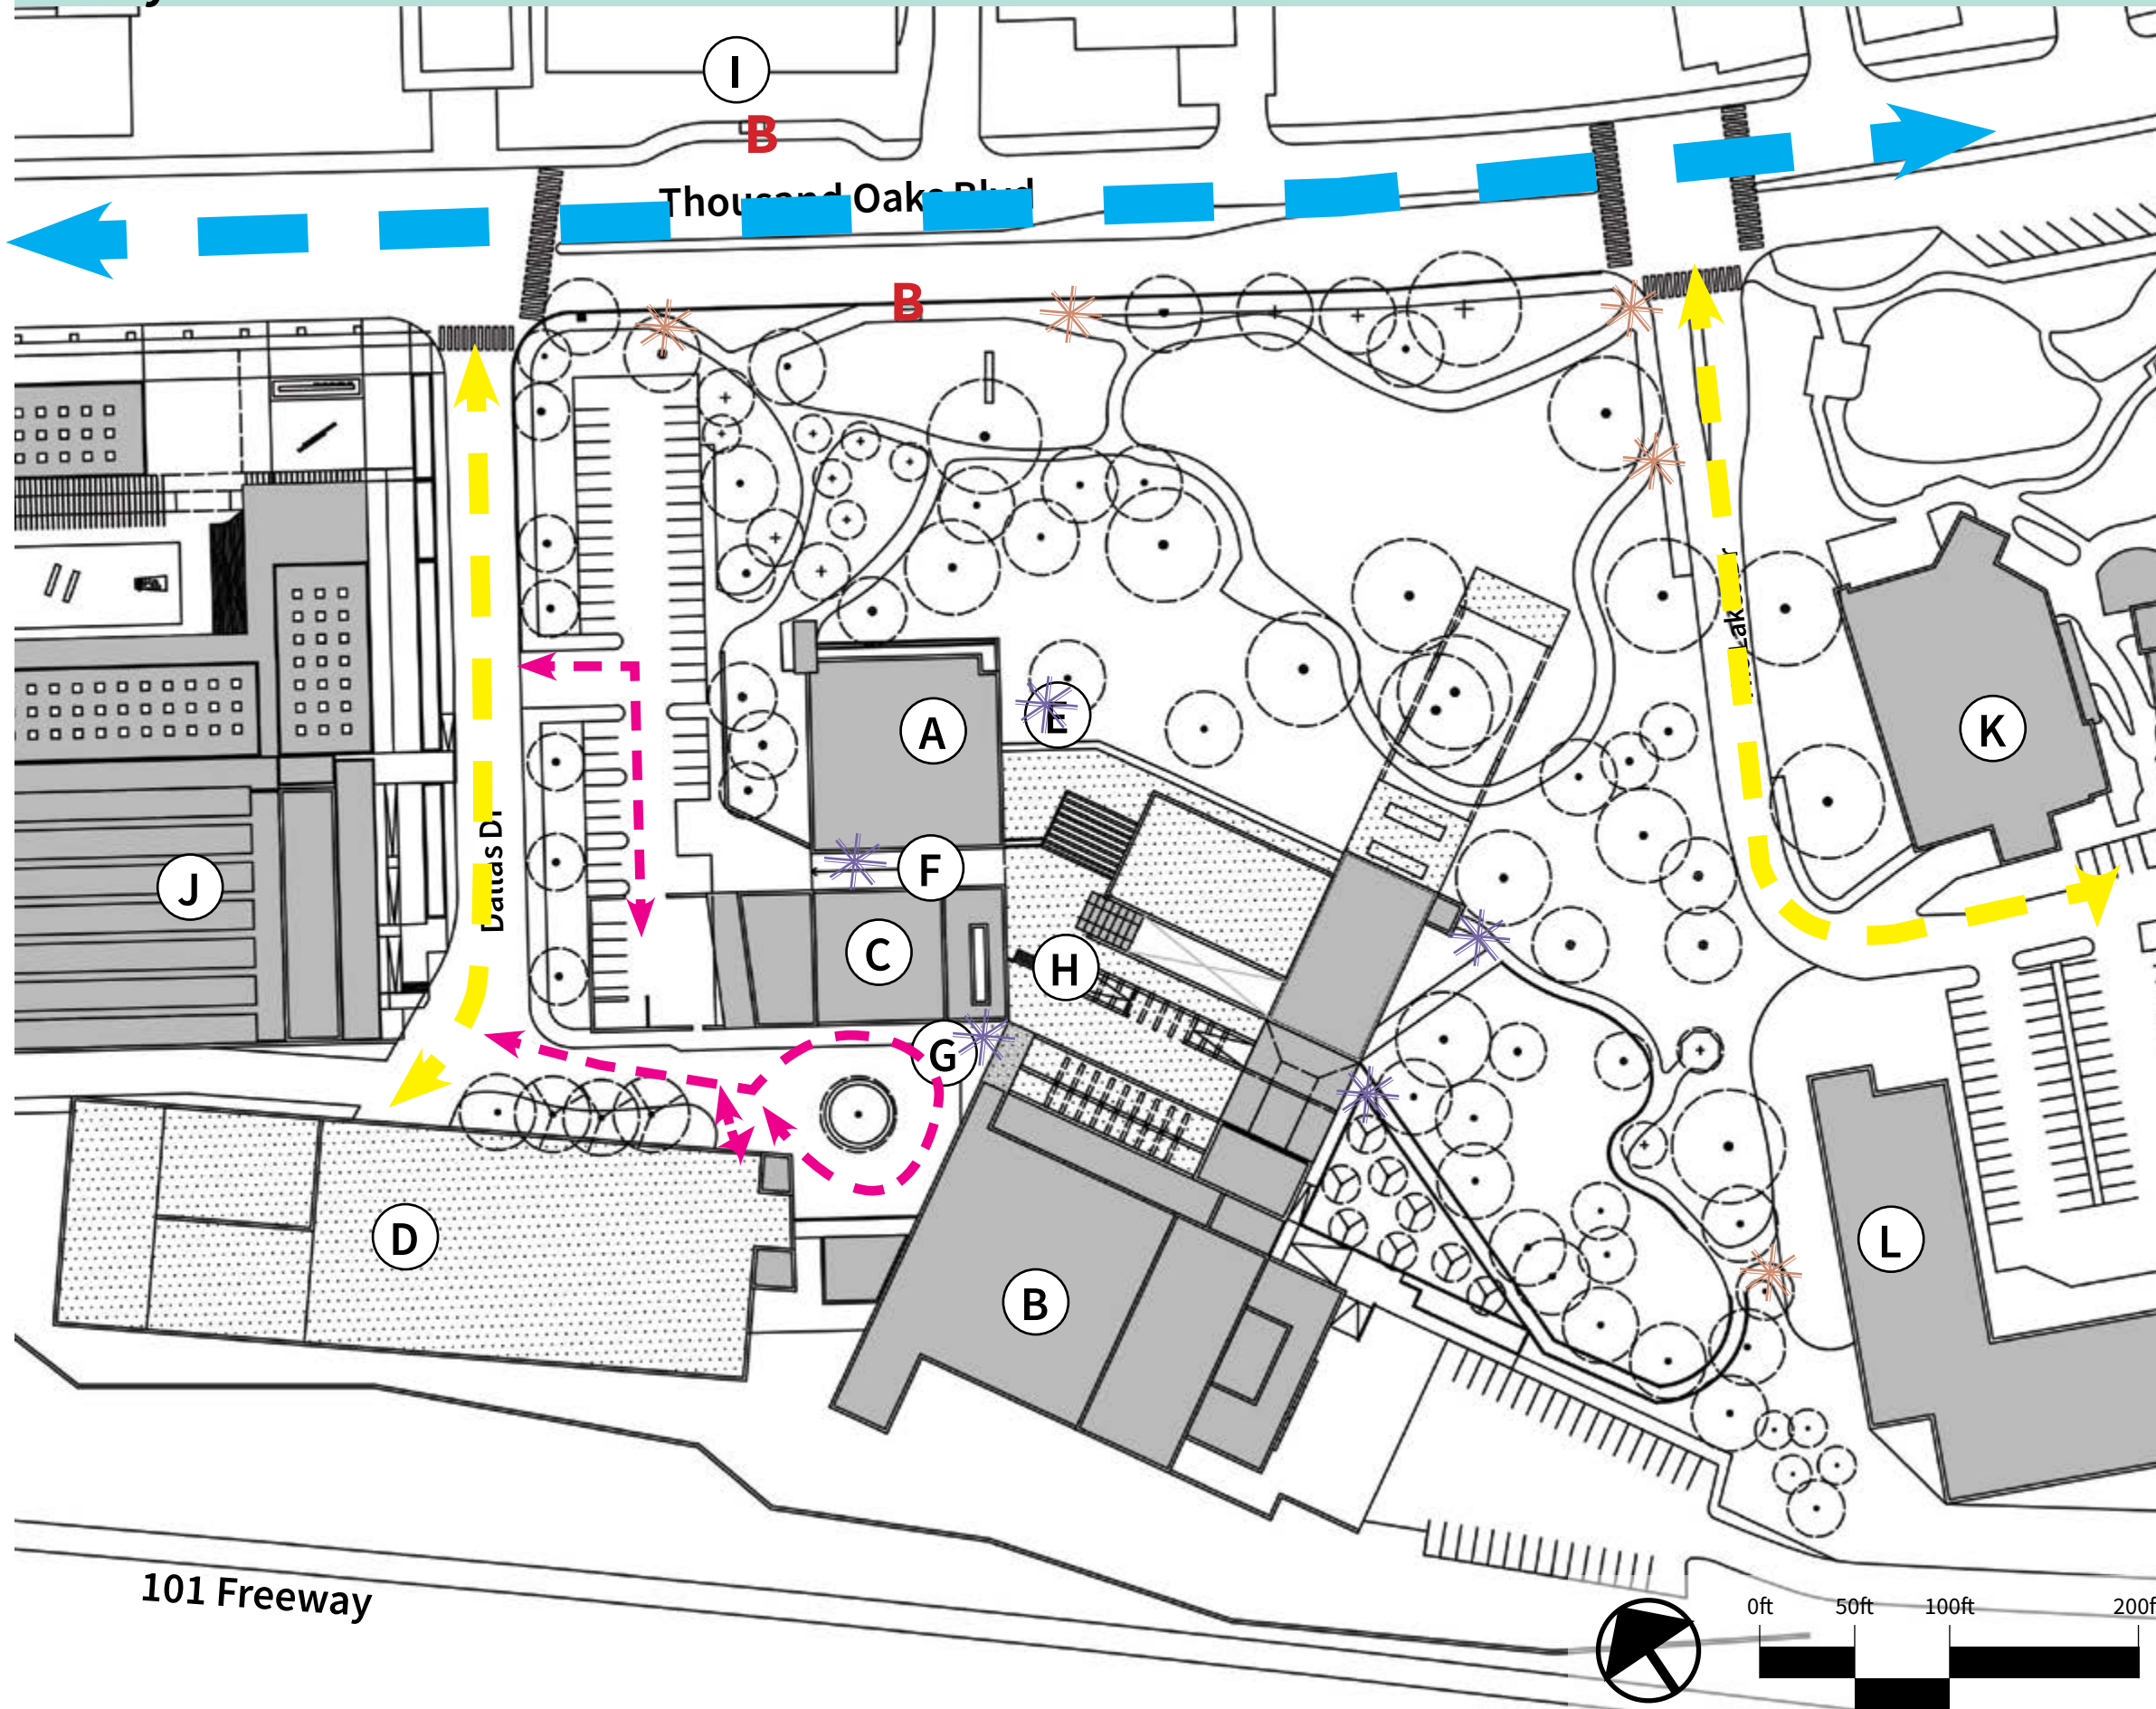 I
B
Thousand Oaks Blvd
B
E
A
K
F
J
Dallas Dr
C
H
G
D
L
B
101 Freeway
0ft 50ft 100ft